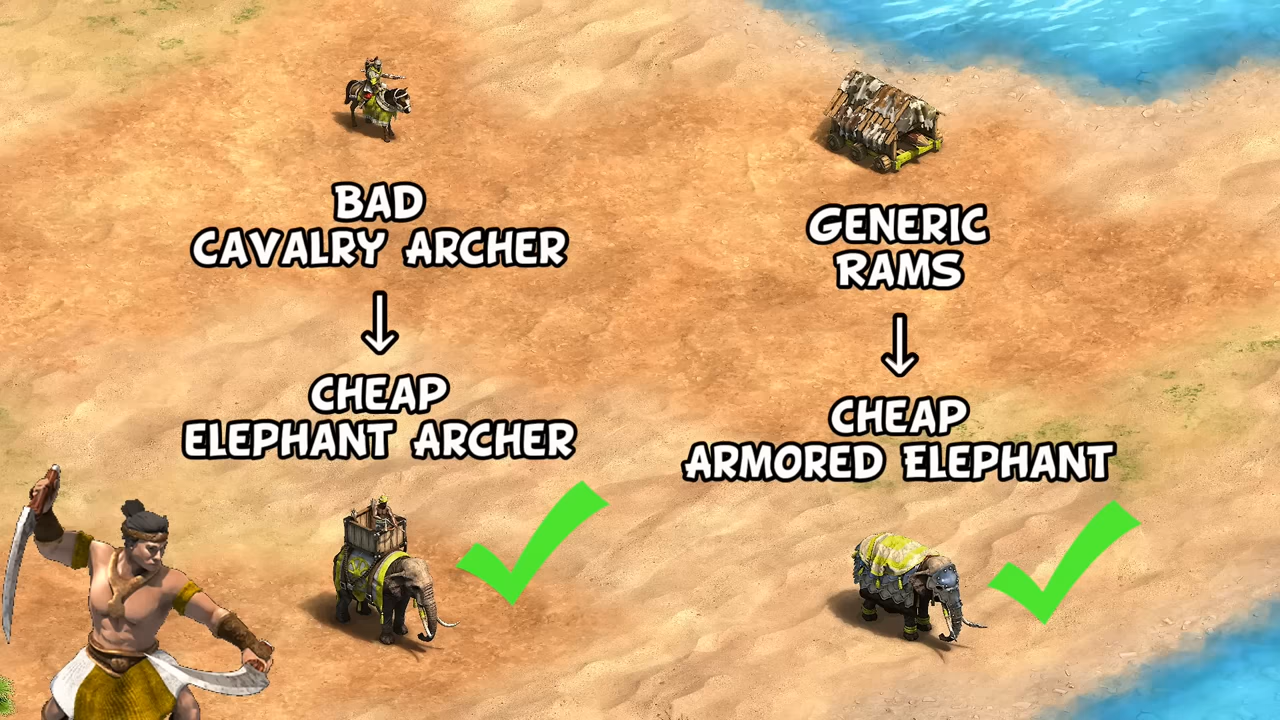 BAD
CAVALRY ARCHER
↓
CHEAP
ELEPHANT ARCHER
GENERIC
RAMS
↓
CHEAP
ARMORED ELEPHANT